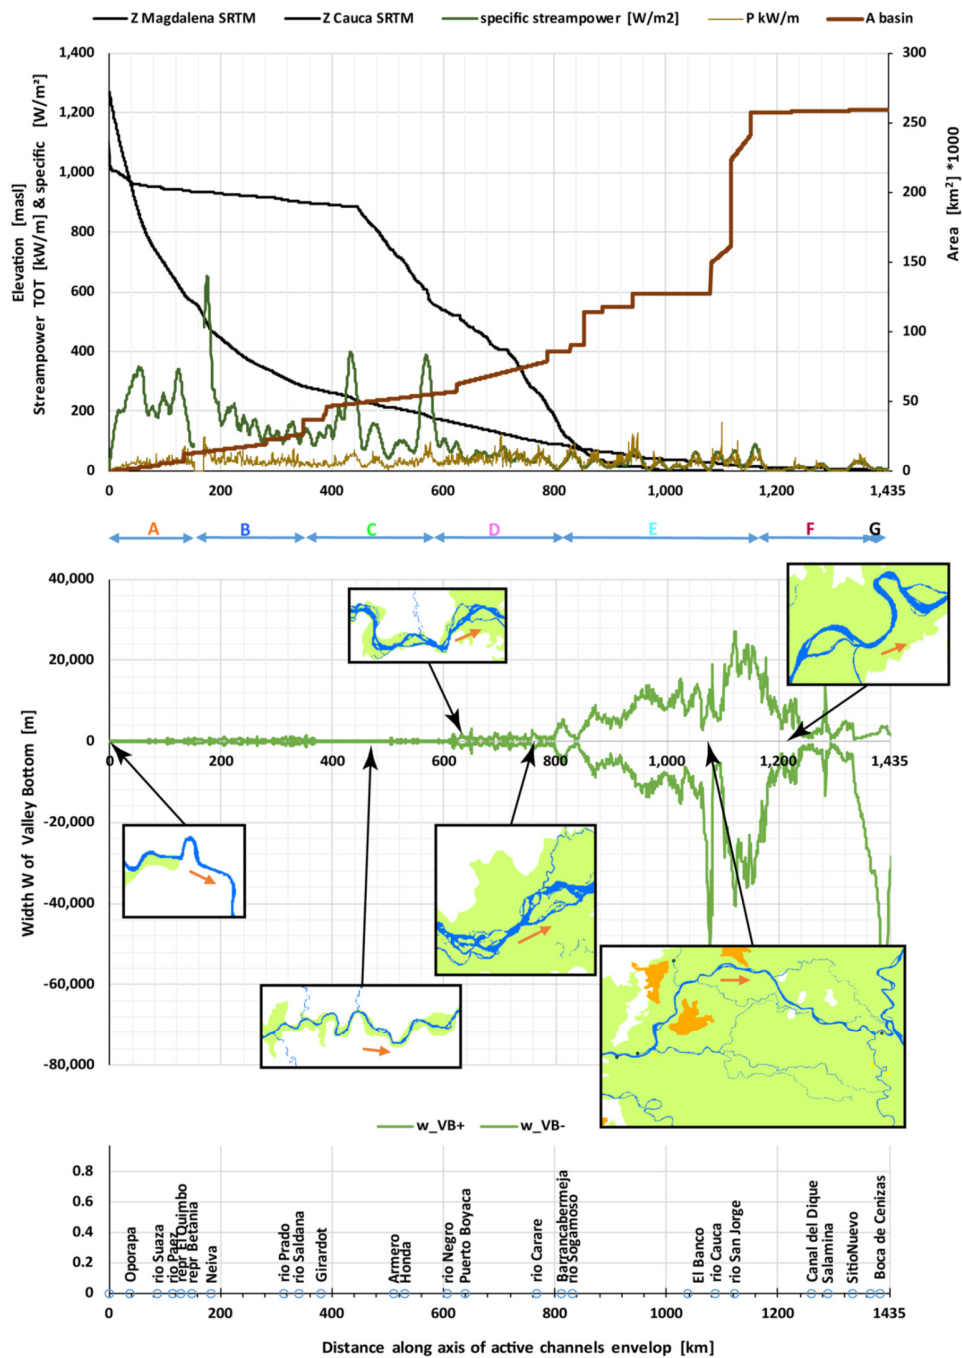 Z Magdalena SRTM Z Cauca SRTM specific streampower [W/m2] P kW/m A basin
1,400 300
1,200 250
1,000 200
800 150
600 100
400 50
200 0
0
Elevation [masl]
Streampower TOT [kW/m] & specific [W/m²]
Area [km²] *1000
0 200 400 600 800 1,000 1,200 1,435
A B C D E F G
40,000
20,000
0
-20,000
-40,000
-60,000
-80,000
Width W of Valley Bottom [m]
0 200 400 600 800 1,000 1,200 1,435
w_VB+ w_VB-
0.8
0.6
0.4
0.2
0
Oporapa
rio Suaza
rio Paez
repr El Quimbo
repr Betania
Neiva
rio Prado
rio Saldana
Girardot
Armero
Honda
rio Negro
Puerto Boyaca
rio Carare
Barrancabermeja
rio Sogamoso
El Banco
rio Cauca
rio San Jorge
Canal del Dique
Salamina
SitioNuevo
Boca de Cenizas
0 200 400 600 800 1000 1200 1435
Distance along axis of active channels envelop [km]